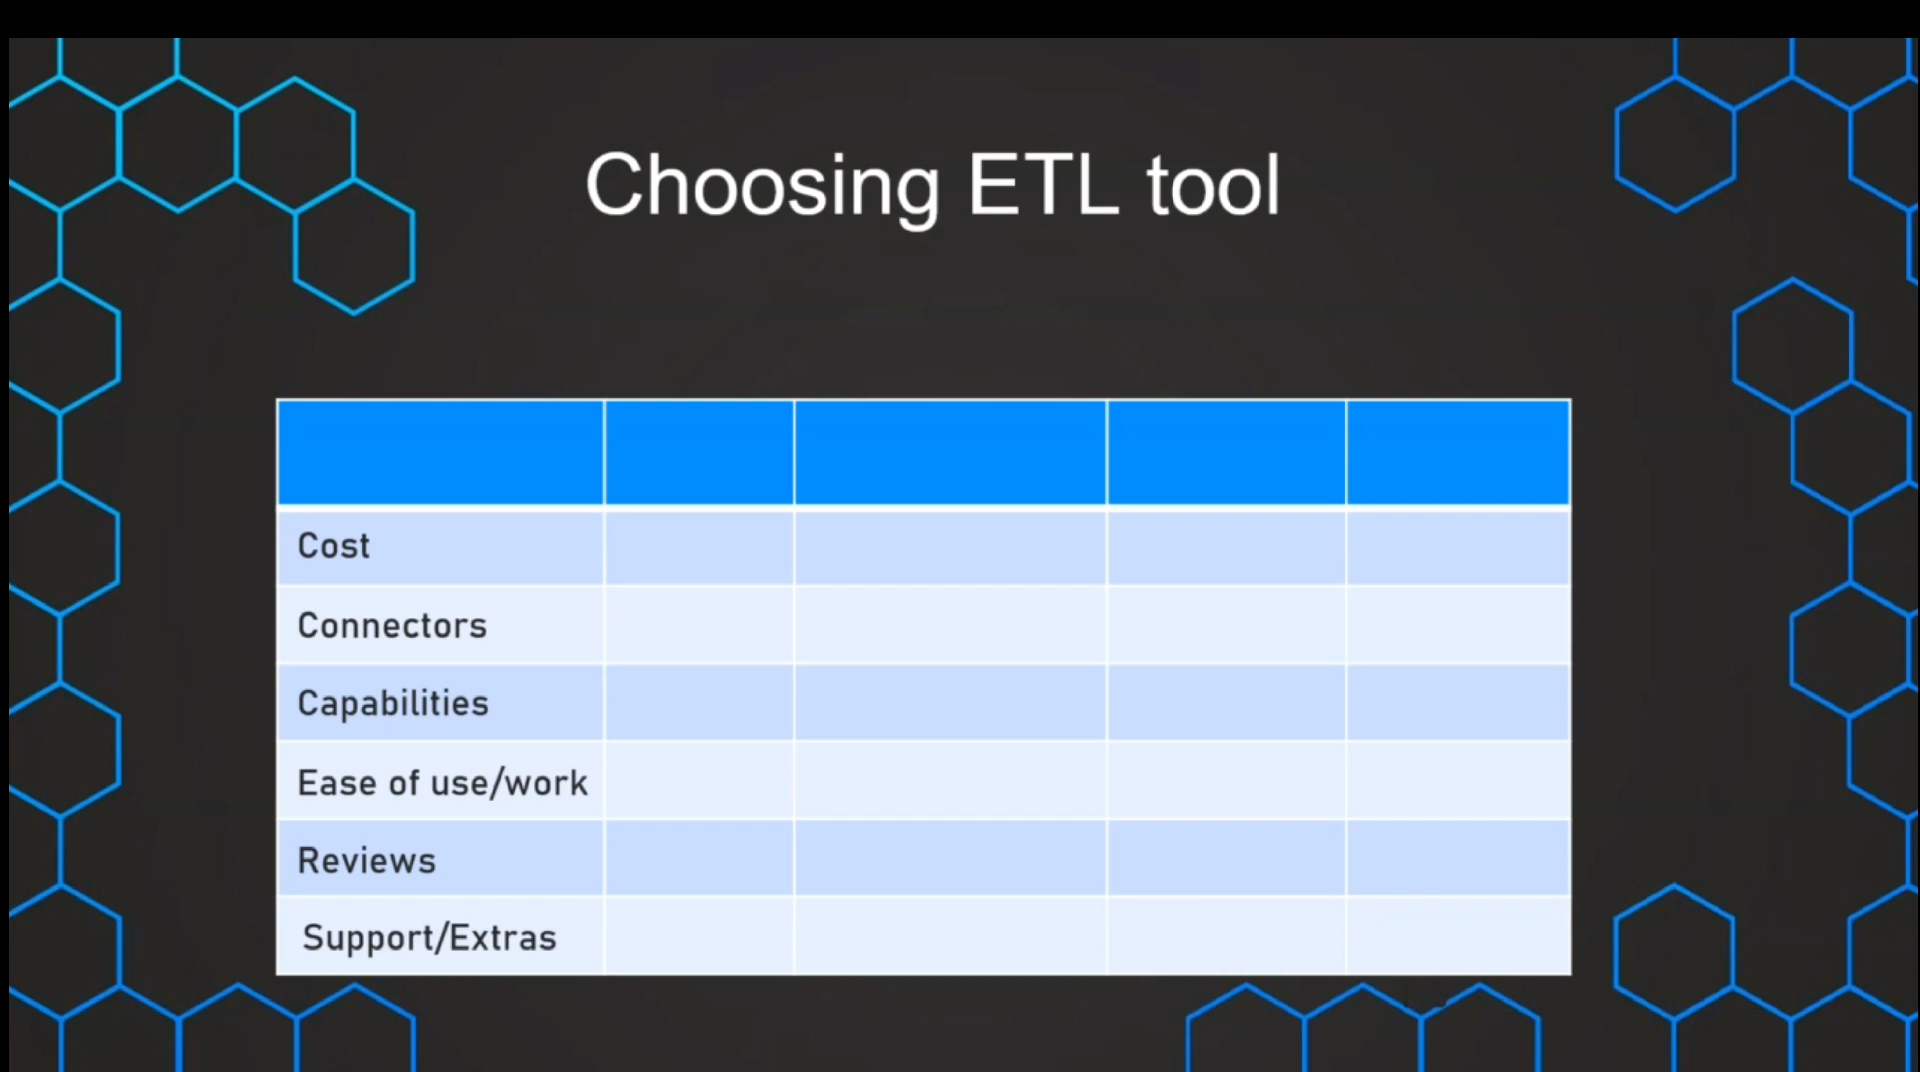 Choosing ETL tool
Cost
Connectors
Capabilities
Ease of use/work
Reviews
Support/Extras